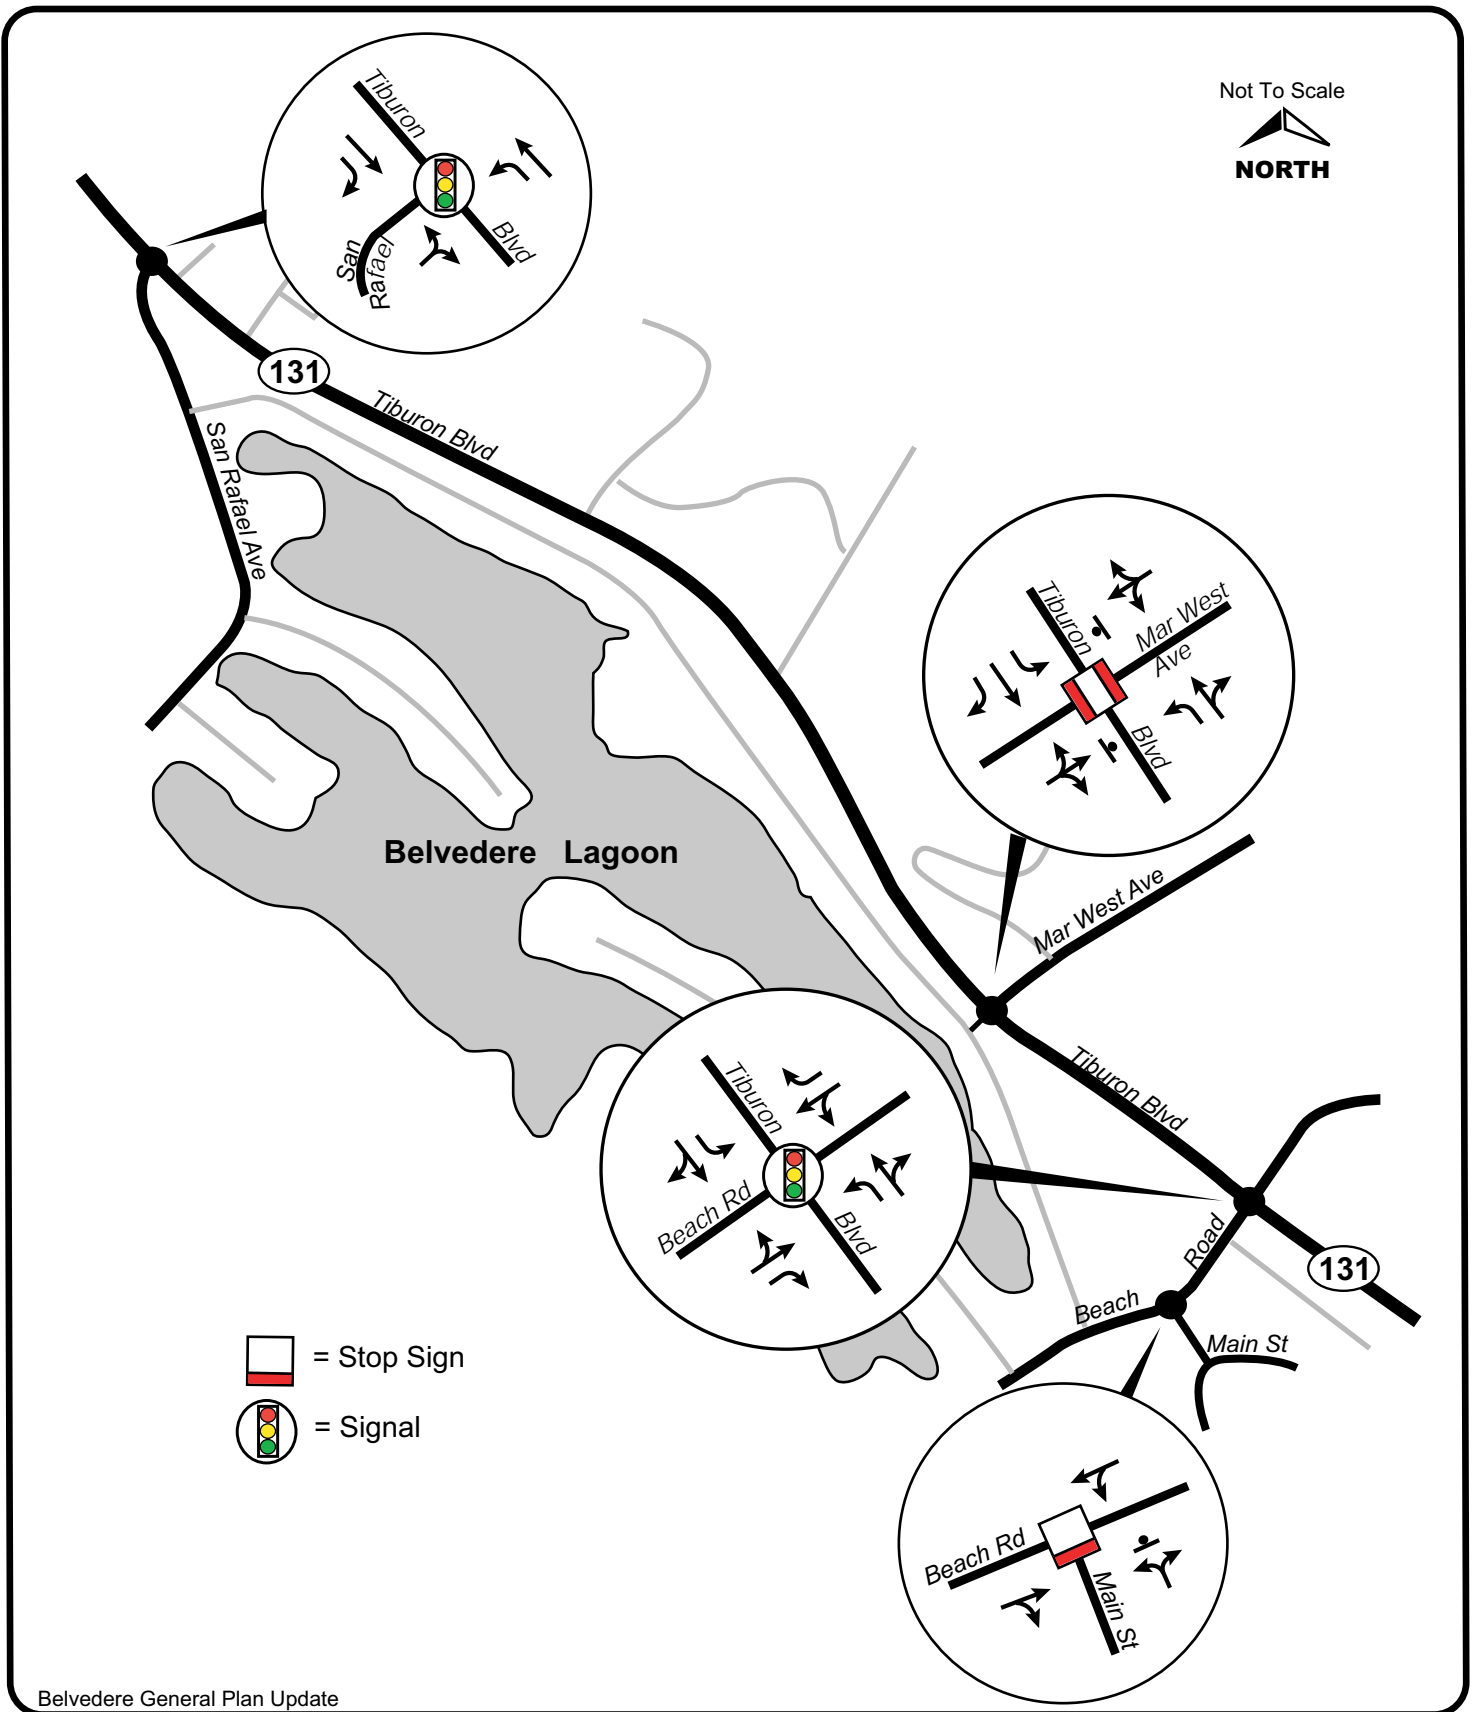 Not To Scale
NORTH
Tiburon
Blvd
San
Rafael
131
Tiburon Blvd
San Rafael Ave
Tiburon
Mar West
Ave
Blvd
Belvedere Lagoon
Mar West Ave
Tiburon Blvd
Tiburon
Beach Rd
Blvd
Road
131
Beach
Main St
= Stop Sign
= Signal
Beach Rd
Main St
Belvedere General Plan Update